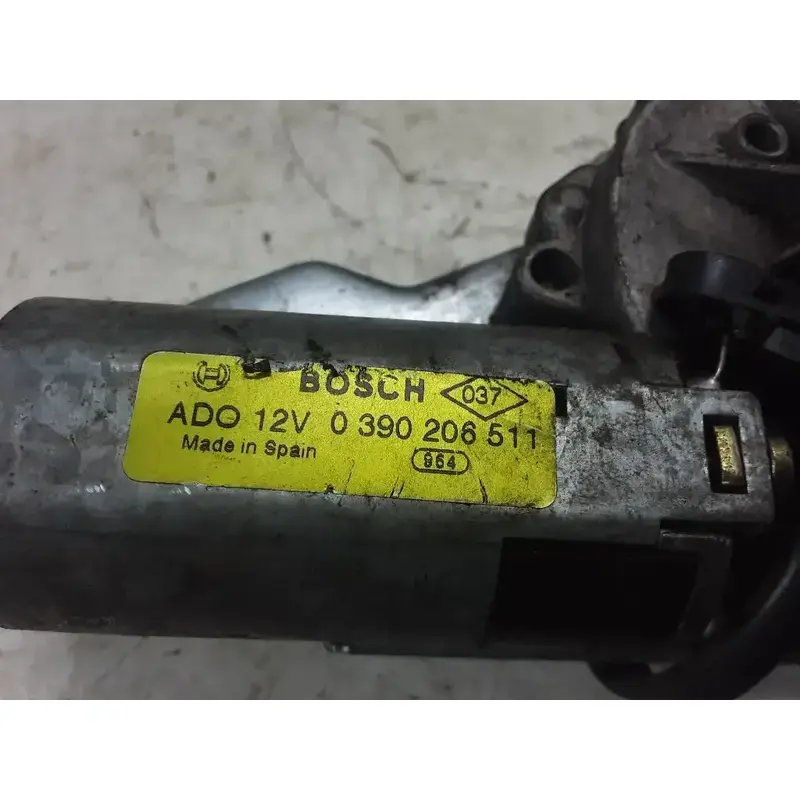 BOSCH 037
ADO 12V 0 390 206 511
Made in Spain 964